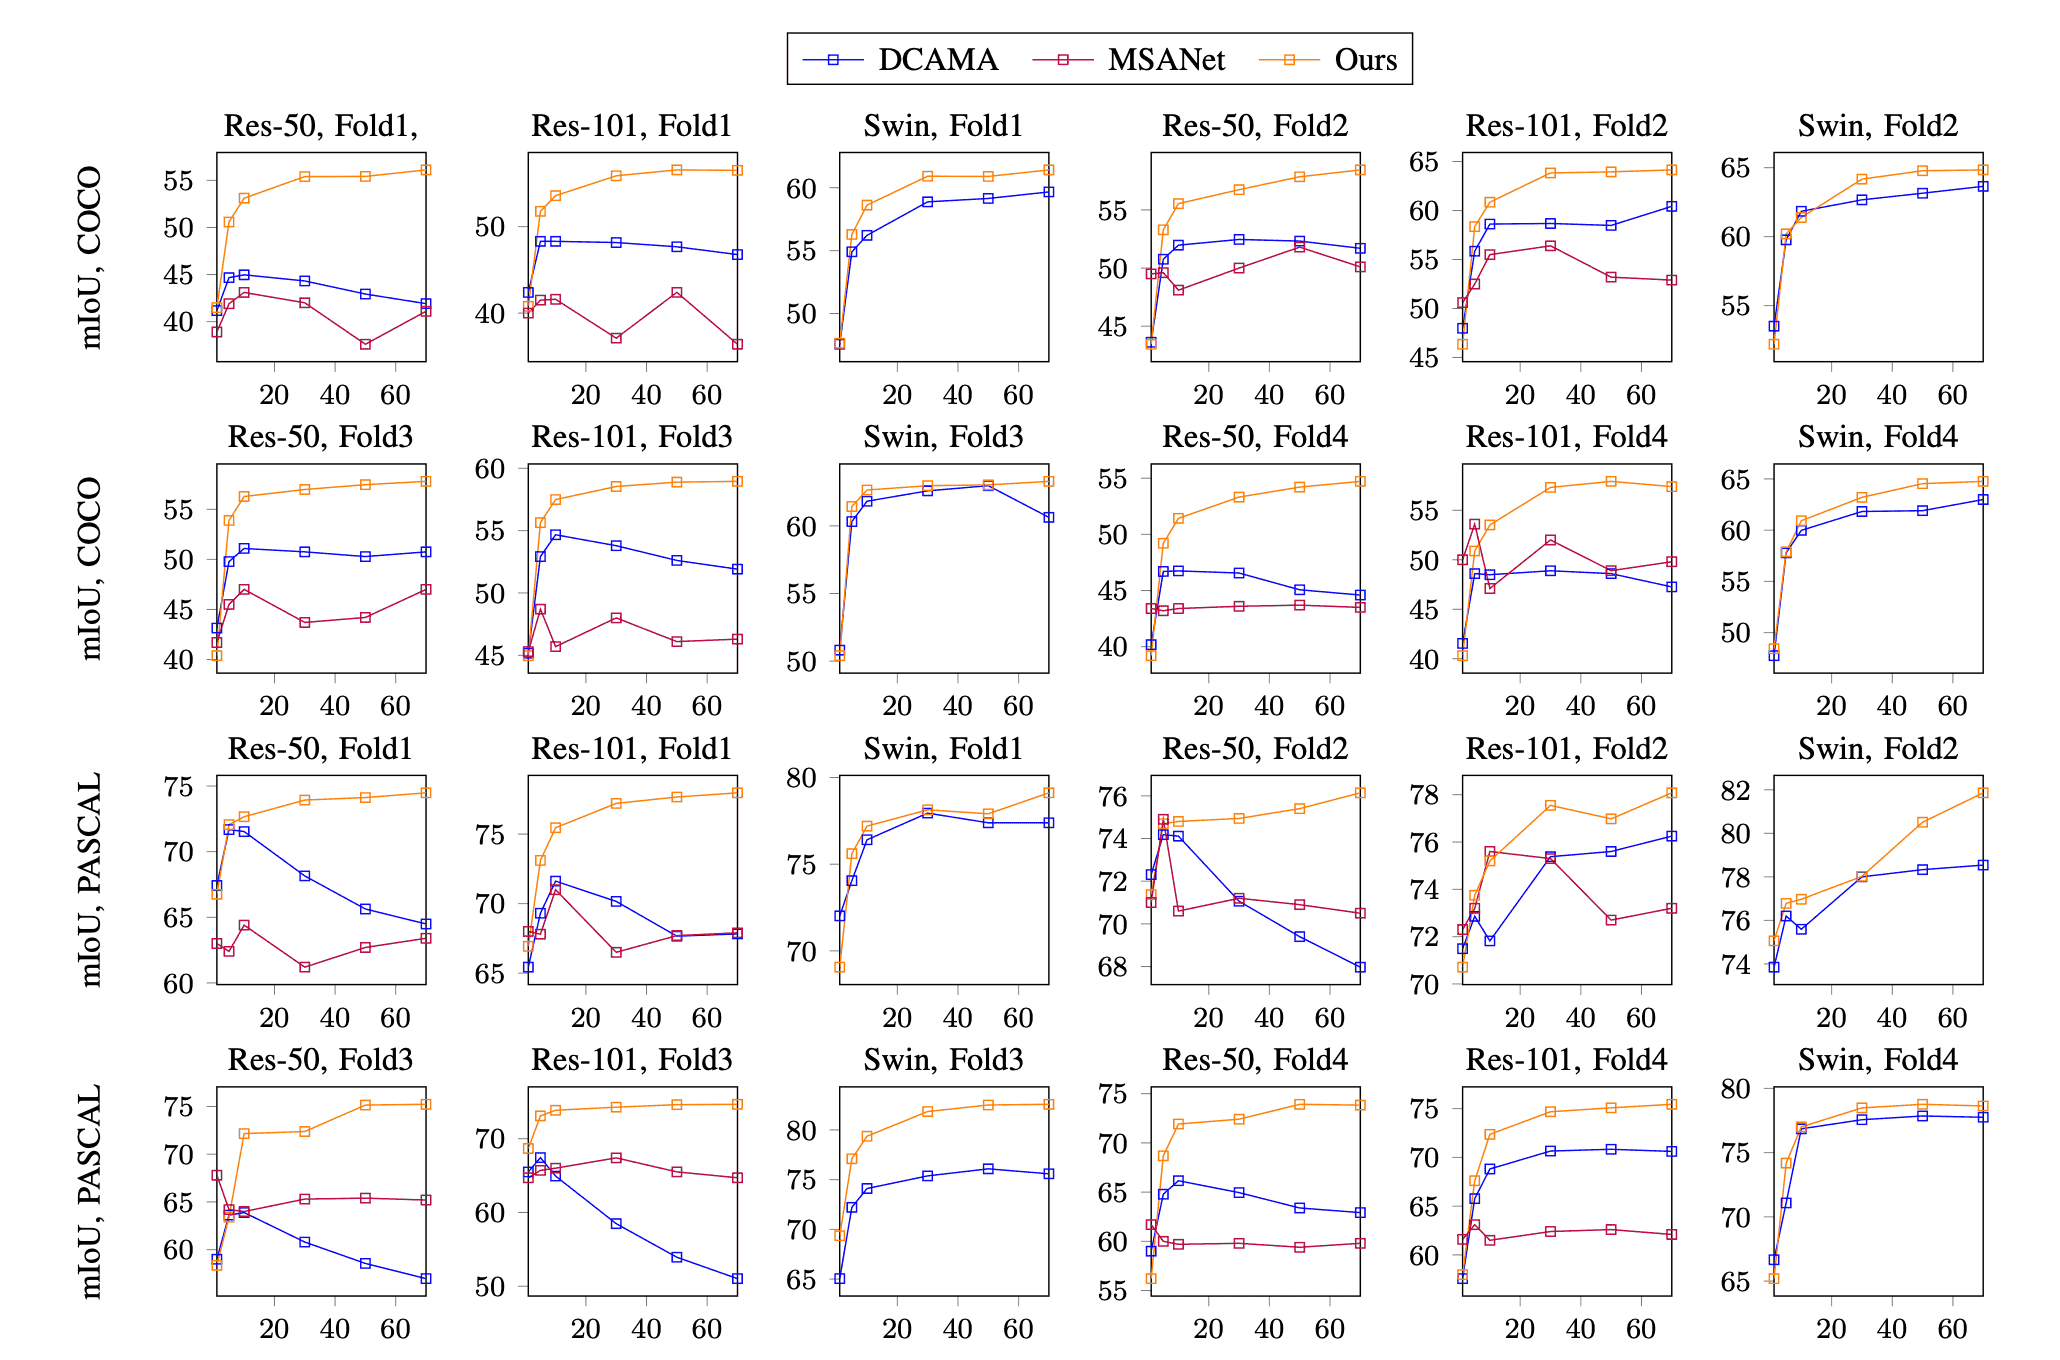 DCAMA MSANet Ours
Res-50, Fold1, Res-101, Fold1 Swin, Fold1 Res-50, Fold2 Res-101, Fold2 Swin, Fold2
mIoU, COCO
55 50 45 40
50 40
60 55 50
55 50 45
65 60 55 50 45
65 60 55
20 40 60 20 40 60 20 40 60 20 40 60 20 40 60 20 40 60
Res-50, Fold3 Res-101, Fold3 Swin, Fold3 Res-50, Fold4 Res-101, Fold4 Swin, Fold4
mIoU, COCO
55 50 45 40
60 55 50 45
60 55 50
55 50 45 40
55 50 45 40
65 60 55 50
20 40 60 20 40 60 20 40 60 20 40 60 20 40 60 20 40 60
Res-50, Fold1 Res-101, Fold1 Swin, Fold1 Res-50, Fold2 Res-101, Fold2 Swin, Fold2
mIoU, PASCAL
75 70 65 60
75 70 65
80 75 70
76 74 72 70 68
78 76 74 72 70
82 80 78 76 74
20 40 60 20 40 60 20 40 60 20 40 60 20 40 60 20 40 60
Res-50, Fold3 Res-101, Fold3 Swin, Fold3 Res-50, Fold4 Res-101, Fold4 Swin, Fold4
mIoU, PASCAL
75 70 65 60
70 60 50
80 75 70 65
75 70 65 60 55
75 70 65 60
80 75 70 65
20 40 60 20 40 60 20 40 60 20 40 60 20 40 60 20 40 60